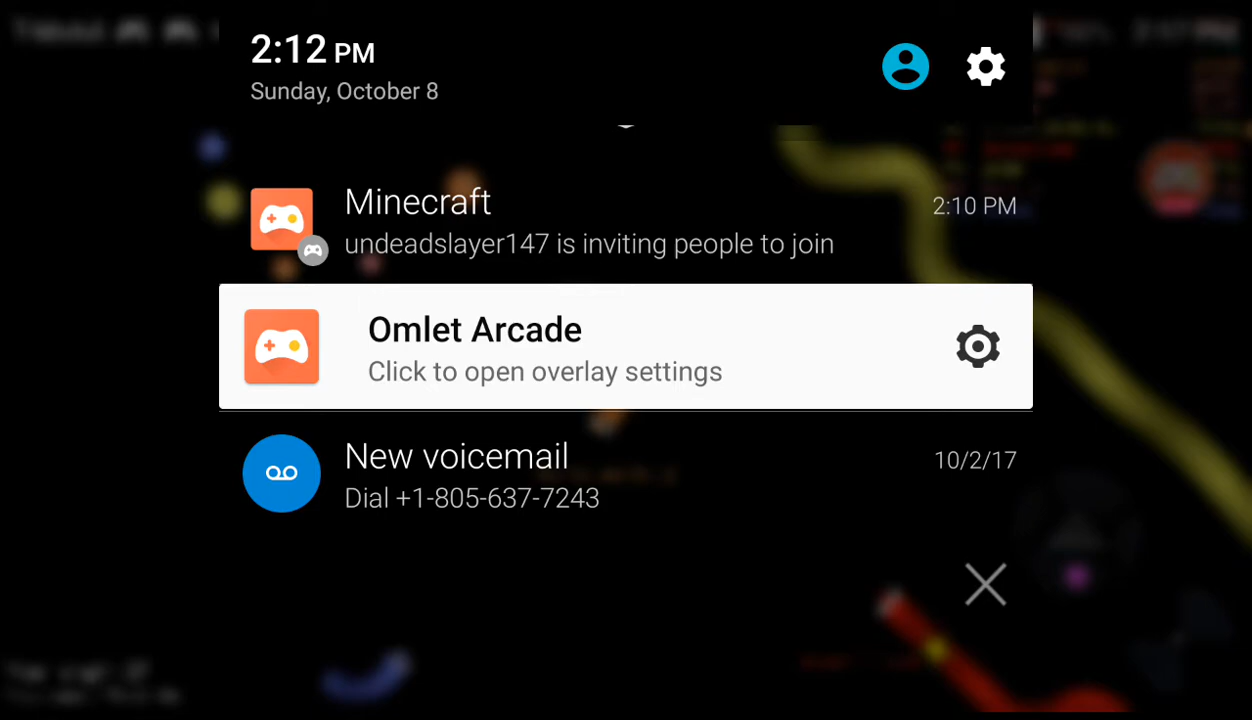 2:12 PM
Sunday, October 8
Minecraft
2:10 PM
undeadslayer147 is inviting people to join
Omlet Arcade
Click to open overlay settings
New voicemail
10/2/17
Dial +1-805-637-7243